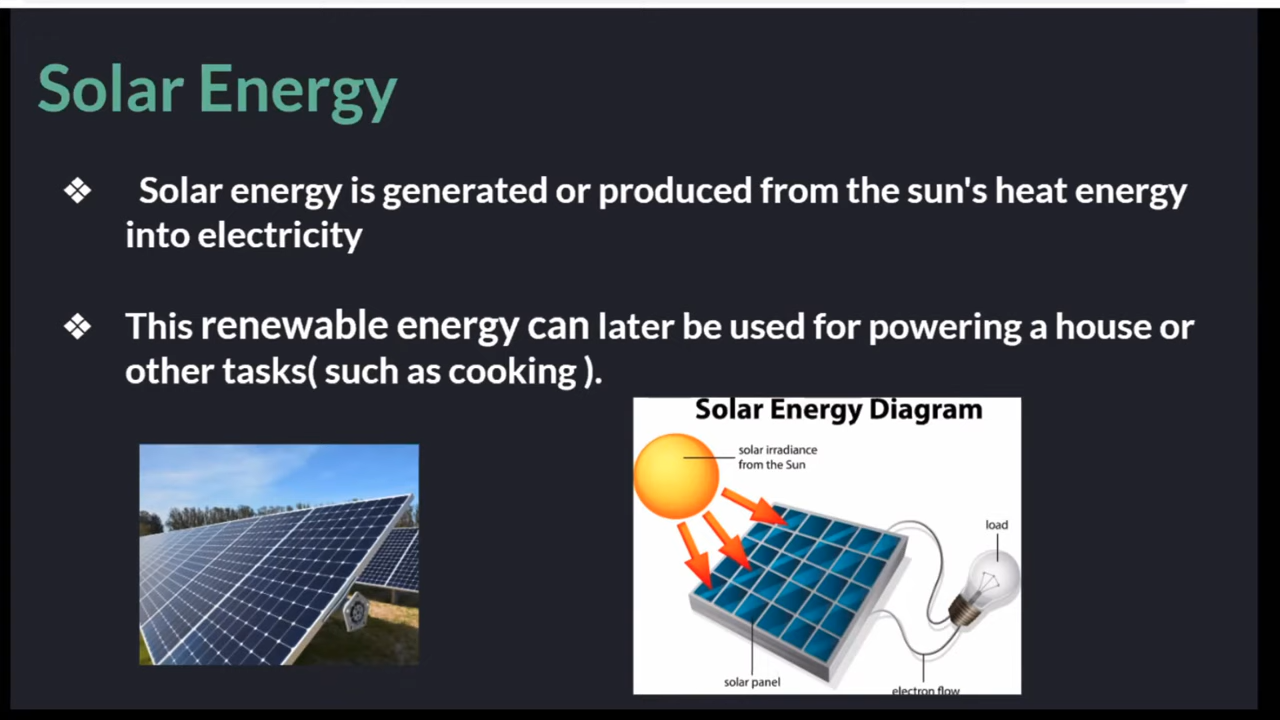 Solar Energy
❖ Solar energy is generated or produced from the sun's heat energy
into electricity
❖ This renewable energy can later be used for powering a house or
other tasks( such as cooking ).
Solar Energy Diagram
solar irradiance
from the Sun
load
solar panel
electron flow